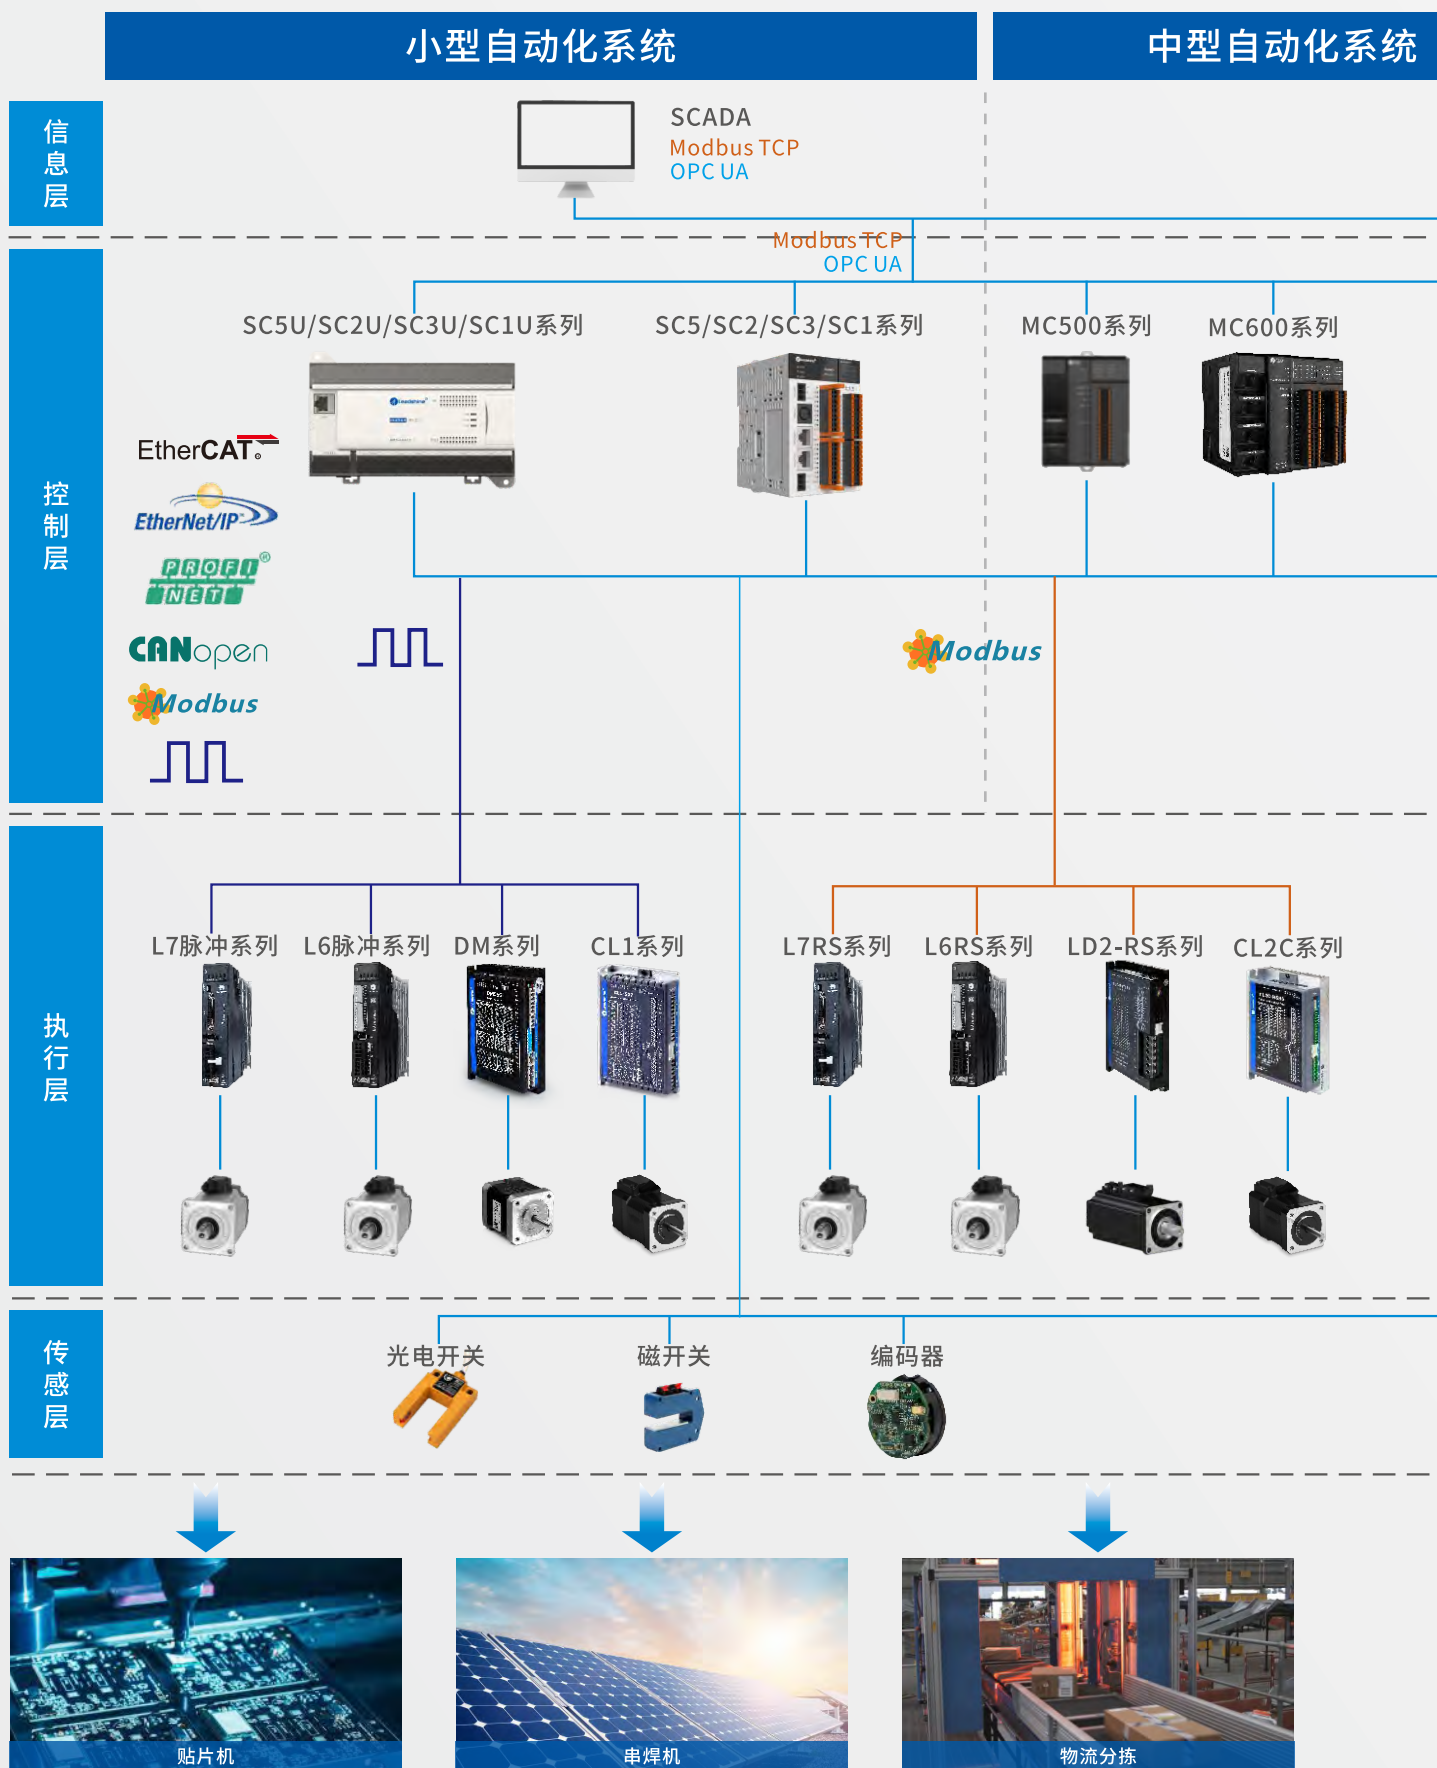 小型自动化系统
中型自动化系统
信息层
SCADA
Modbus TCP
OPC UA
Modbus TCP
OPC UA
控制层
SC5U/SC2U/SC3U/SC1U系列
SC5/SC2/SC3/SC1系列
MC500系列
MC600系列
Leadshine
EtherCAT
EtherNet/IP
PROFI
NET
CANopen
Modbus
Modbus
执行层
L7脉冲系列
L6脉冲系列
DM系列
CL1系列
L7RS系列
L6RS系列
LD2-RS系列
CL2C系列
传感层
光电开关
磁开关
编码器
贴片机
串焊机
物流分拣